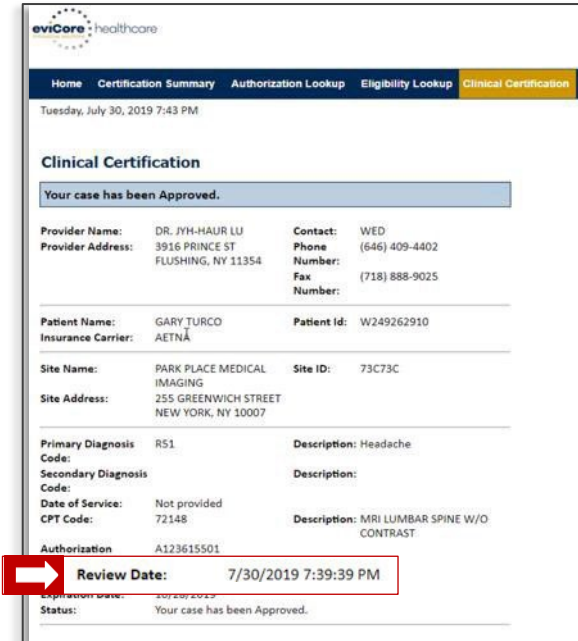 eviCore healthcare
Home Certification Summary Authorization Lookup Eligibility Lookup Clinical Certification
Tuesday, July 30, 2019 7:43 PM
Clinical Certification
Your case has been Approved.
Provider Name: DR. JYH-HAUR LU Contact: WED
Provider Address: 3916 PRINCE ST Phone Number: (646) 409-4402
FLUSHING, NY 11354
Fax Number: (718) 888-9025
Patient Name: GARY TURCO Patient Id: W249262910
Insurance Carrier: AETNA
Site Name: PARK PLACE MEDICAL IMAGING Site ID: 73C73C
Site Address: 255 GREENWICH STREET
NEW YORK, NY 10007
Primary Diagnosis Code: R51 Description: Headache
Secondary Diagnosis Code: Description:
Date of Service: Not provided
CPT Code: 72148 Description: MRI LUMBAR SPINE W/O CONTRAST
Authorization A123615501
Review Date: 7/30/2019 7:39:39 PM
Expiration Date: 10/28/2019
Status: Your case has been Approved.